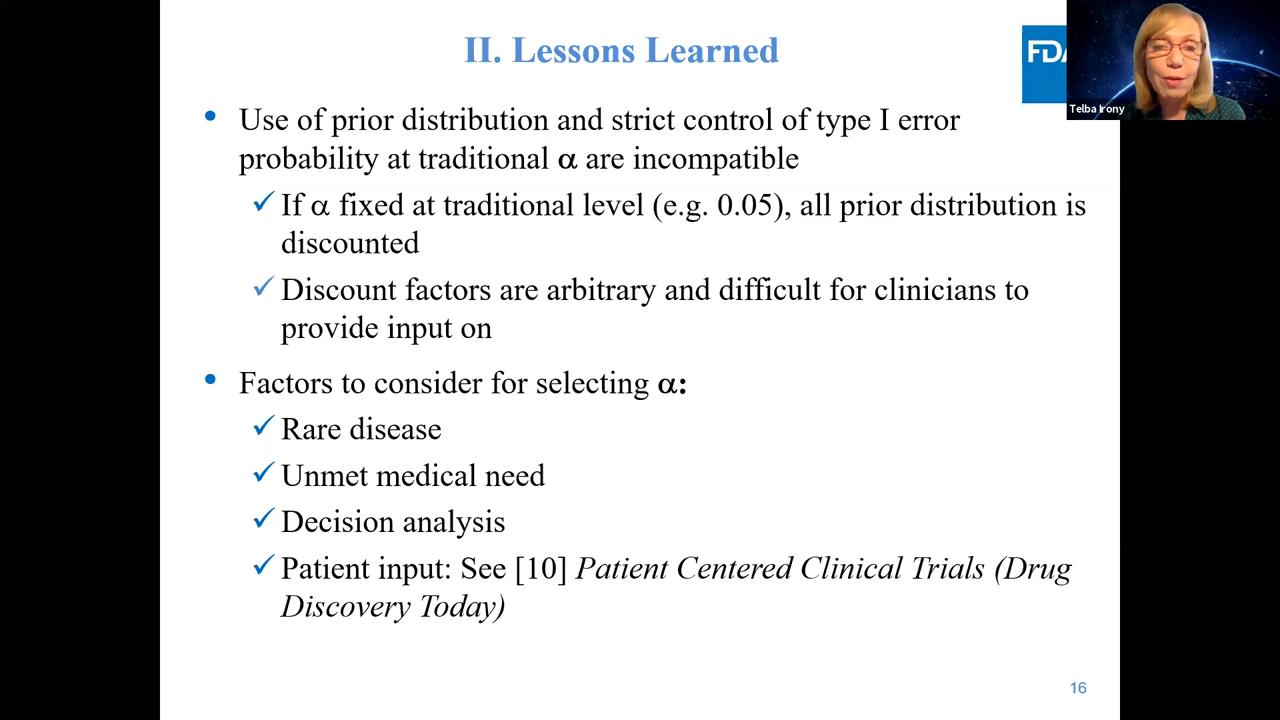 II. Lessons Learned
FDA
Telba Irony
• Use of prior distribution and strict control of type I error
probability at traditional α are incompatible
✓ If α fixed at traditional level (e.g. 0.05), all prior distribution is
discounted
✓ Discount factors are arbitrary and difficult for clinicians to
provide input on
• Factors to consider for selecting α:
✓ Rare disease
✓ Unmet medical need
✓ Decision analysis
✓ Patient input: See [10] Patient Centered Clinical Trials (Drug
Discovery Today)
16